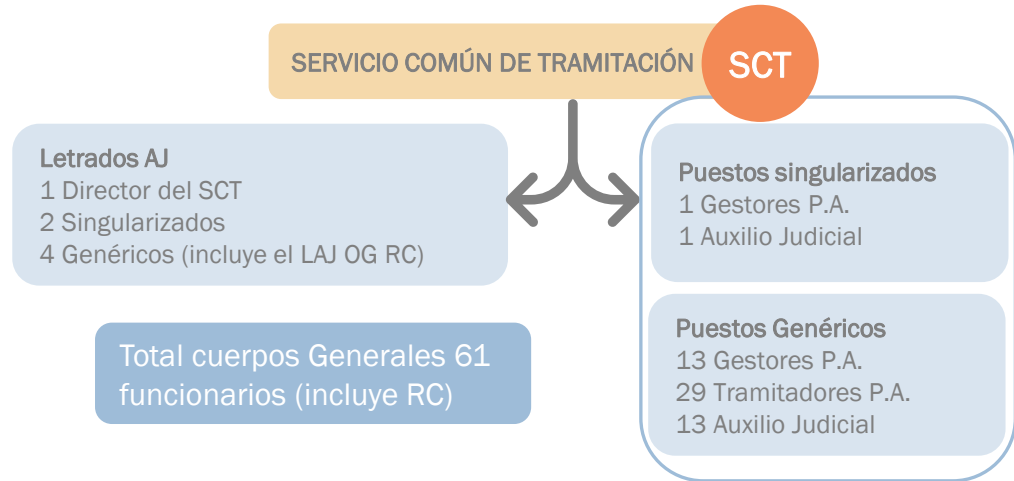 SERVICIO COMÚN DE TRAMITACIÓN
SCT
Letrados AJ
1 Director del SCT
2 Singularizados
4 Genéricos (incluye el LAJ OG RC)
Total cuerpos Generales 61
funcionarios (incluye RC)
Puestos singularizados
1 Gestores P.A.
1 Auxilio Judicial
Puestos Genéricos
13 Gestores P.A.
29 Tramitadores P.A.
13 Auxilio Judicial